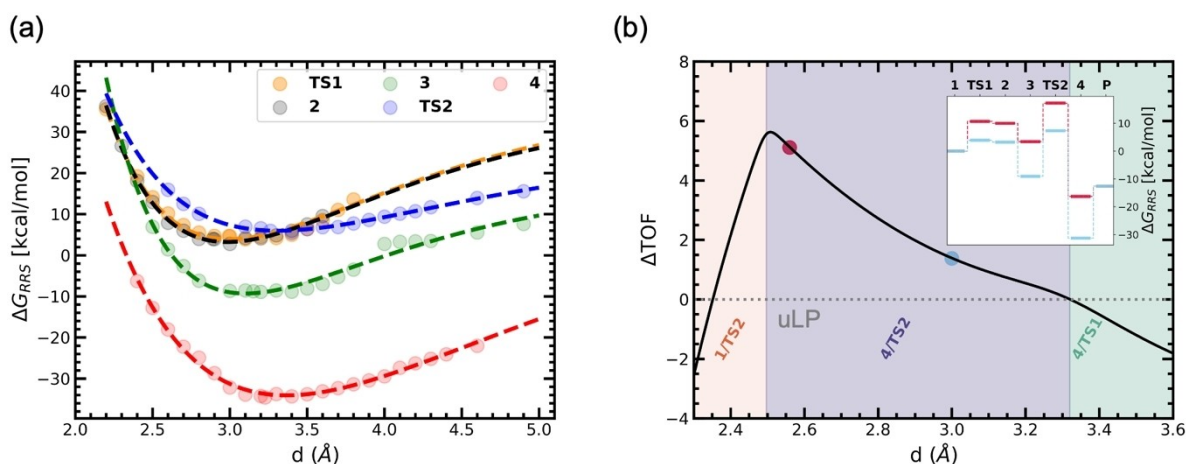 (a)
ΔG_RRS [kcal/mol]
40
30
20
10
0
−10
−20
−30
TS1
3
4
2
TS2
2.0 2.5 3.0 3.5 4.0 4.5 5.0
d (Å)
(b)
ΔTOF
8
6
4
2
0
−2
−4
1 TS1 2 3 TS2 4 P
10
0
−10
−20
−30
ΔG_RRS [kcal/mol]
uLP
1/TS2
4/TS2
4/TS1
2.4 2.6 2.8 3.0 3.2 3.4 3.6
d (Å)